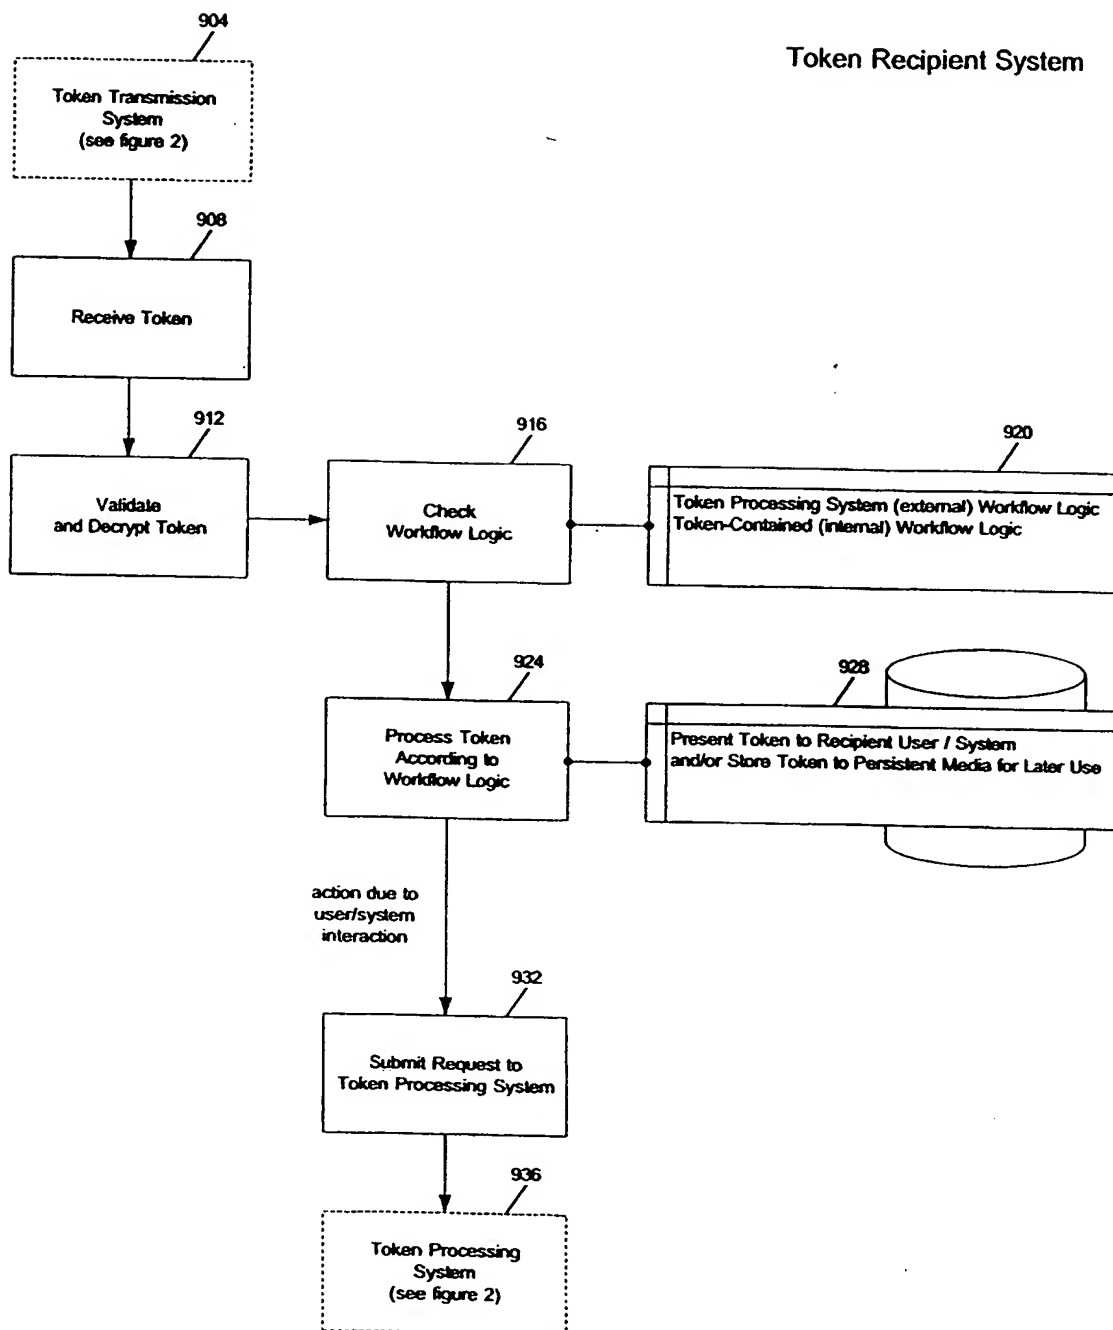 904
Token Recipient System
Token Transmission
System
(see figure 2)
908
Receive Token
912
Validate
and Decrypt Token
916
Check
Workflow Logic
920
Token Processing System (external) Workflow Logic
Token-Contained (internal) Workflow Logic
924
Process Token
According to
Workflow Logic
928
Present Token to Recipient User / System
and/or Store Token to Persistent Media for Later Use
action due to
user/system
interaction
932
Submit Request to
Token Processing System
936
Token Processing
System
(see figure 2)